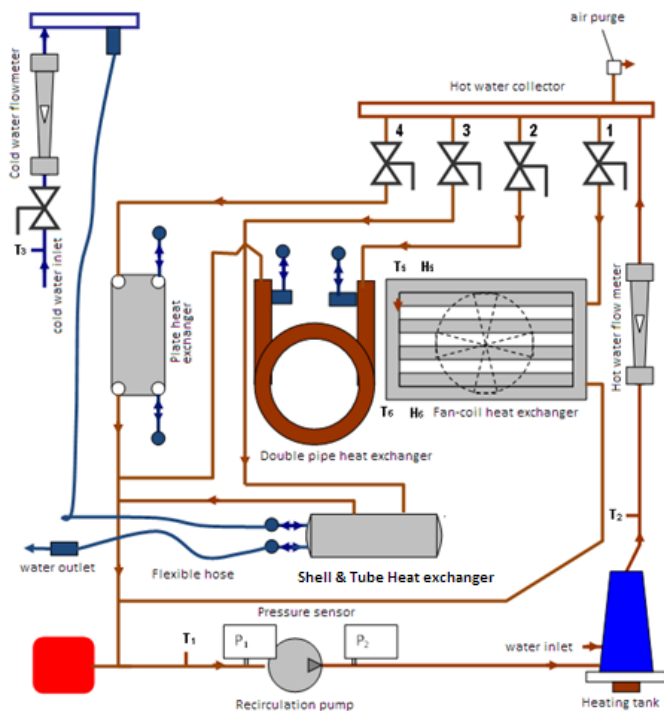 air purge
Hot water collector
4
3
2
1
Cold water flowmeter
T3
cold water inlet
Plate heat
exchanger
T5 H5
T6 H6
Fan-coil heat exchanger
Hot water flow meter
Double pipe heat exchanger
T2
water outlet
Flexible hose
Shell & Tube Heat exchanger
Pressure sensor
T1
P1
P2
water inlet
Recirculation pump
Heating tank